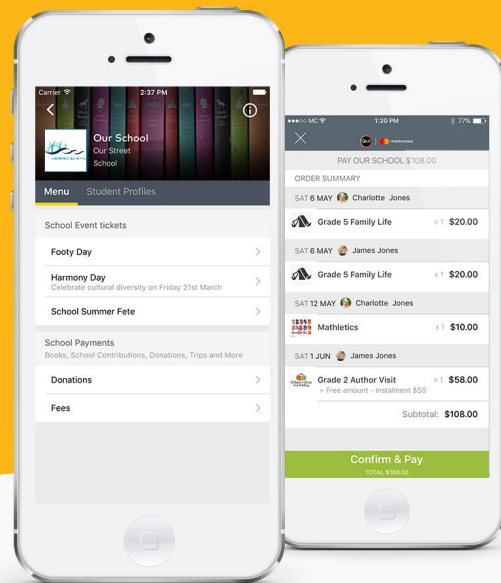 Carrier 2:37 PM
Our School
Our Street
School
Menu Student Profiles
School Event tickets
Footy Day
Harmony Day
Celebrate cultural diversity on Friday 21st March
School Summer Fete
School Payments
Books, School Contributions, Donations, Trips and More
Donations
Fees
MC 1:20 PM 77%
Qkr! masterpass
PAY OUR SCHOOL $108.00
ORDER SUMMARY
SAT 6 MAY Charlotte Jones
Grade 5 Family Life x 1 $20.00
SAT 6 MAY James Jones
Grade 5 Family Life x 1 $20.00
SAT 12 MAY Charlotte Jones
Mathletics x 1 $10.00
SAT 1 JUN James Jones
Grade 2 Author Visit x 1 $58.00
+ Free amount - Instalment $50
Subtotal: $108.00
Confirm & Pay
TOTAL $108.00